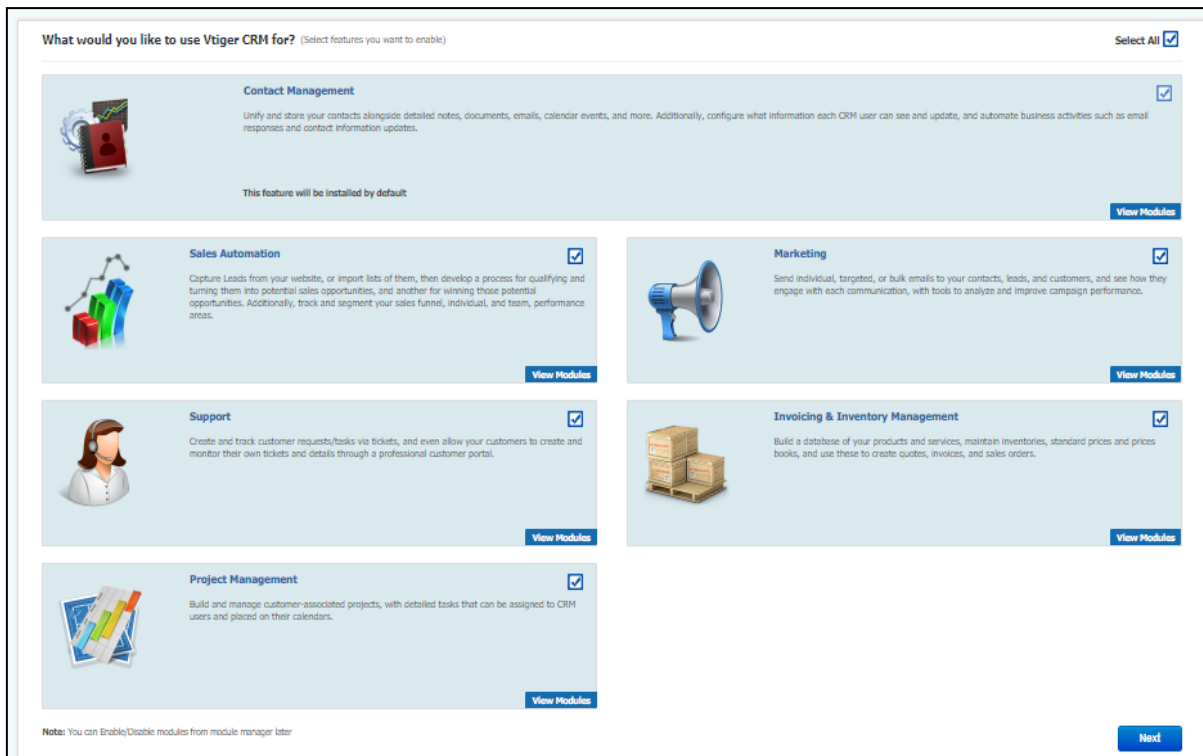 What would you like to use Vtiger CRM for? (Select features you want to enable)
Select All
Contact Management
Unify and store your contacts alongside detailed notes, documents, emails, calendar events, and more. Additionally, configure what information each CRM user can see and update, and automate business activities such as email
responses and contact information updates.
This feature will be installed by default
View Modules
Sales Automation
Capture Leads from your website, or import lists of them, then develop a process for qualifying and
turning them into potential sales opportunities, and another for winning those potential
opportunities. Additionally, track and segment your sales funnel, individual, and team, performance
areas.
View Modules
Marketing
Send individual, targeted, or bulk emails to your contacts, leads, and customers, and see how they
engage with each communication, with tools to analyze and improve campaign performance.
View Modules
Support
Create and track customer requests/tasks via tickets, and even allow your customers to create and
monitor their own tickets and details through a professional customer portal.
View Modules
Invoicing & Inventory Management
Build a database of your products and services, maintain inventories, standard prices and prices
books, and use these to create quotes, invoices, and sales orders.
View Modules
Project Management
Build and manage customer-associated projects, with detailed tasks that can be assigned to CRM
users and placed on their calendars.
View Modules
Note: You can Enable/Disable modules from module manager later
Next